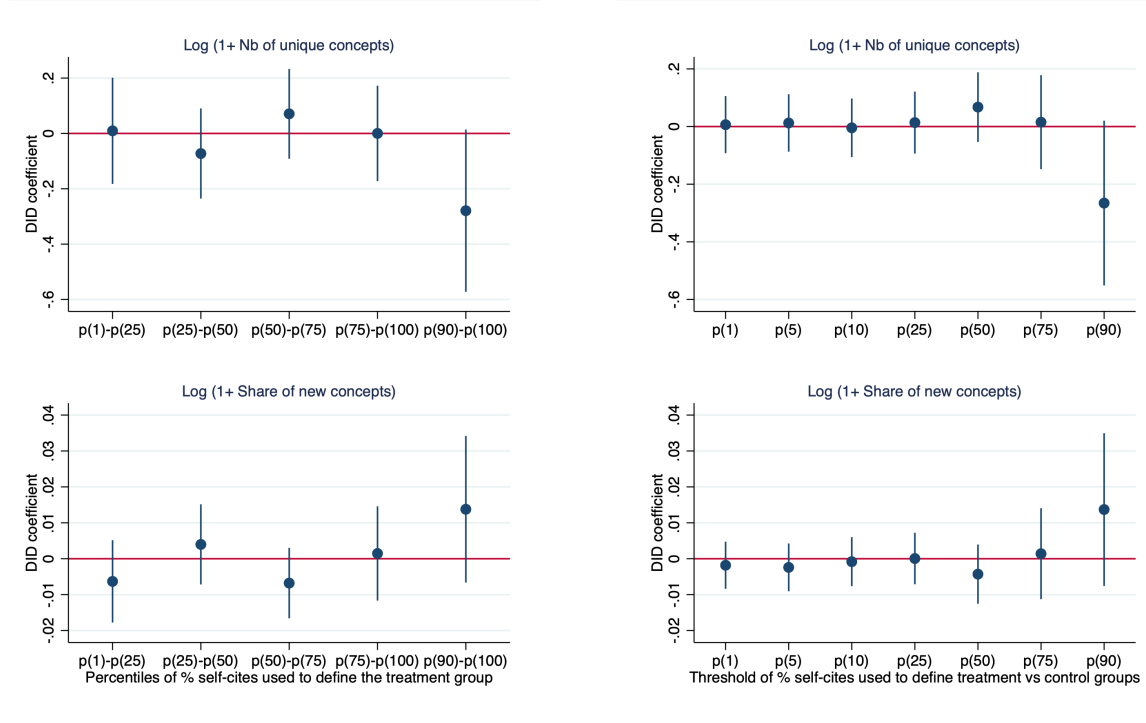 Log (1+ Nb of unique concepts)
DID coefficient
.2
0
-.2
-.4
-.6
p(1)-p(25) p(25)-p(50) p(50)-p(75) p(75)-p(100) p(90)-p(100)
Log (1+ Nb of unique concepts)
DID coefficient
.2
0
-.2
-.4
-.6
p(1) p(5) p(10) p(25) p(50) p(75) p(90)
Log (1+ Share of new concepts)
DID coefficient
.04
.03
.02
.01
0
-.01
-.02
p(1)-p(25) p(25)-p(50) p(50)-p(75) p(75)-p(100) p(90)-p(100)
Percentiles of % self-cites used to define the treatment group
Log (1+ Share of new concepts)
DID coefficient
.04
.03
.02
.01
0
-.01
-.02
p(1) p(5) p(10) p(25) p(50) p(75) p(90)
Threshold of % self-cites used to define treatment vs control groups